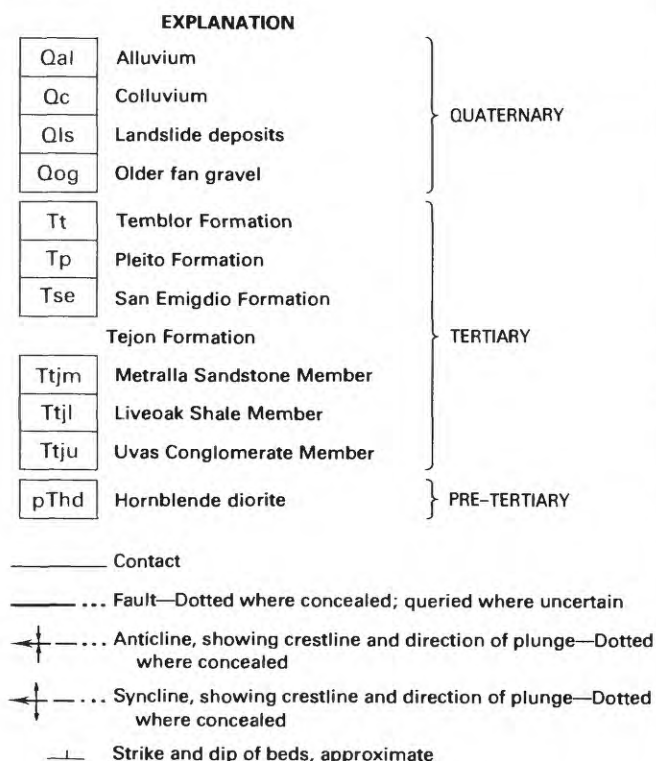 EXPLANATION
Qal Alluvium
Qc Colluvium
Qls Landslide deposits
Qog Older fan gravel
QUATERNARY
Tt Temblor Formation
Tp Pleito Formation
Tse San Emigdio Formation
Tejon Formation
Ttjm Metralla Sandstone Member
Ttjl Liveoak Shale Member
Ttju Uvas Conglomerate Member
TERTIARY
pThd Hornblende diorite
PRE-TERTIARY
Contact
Fault—Dotted where concealed; queried where uncertain
Anticline, showing crestline and direction of plunge—Dotted
where concealed
Syncline, showing crestline and direction of plunge—Dotted
where concealed
Strike and dip of beds, approximate